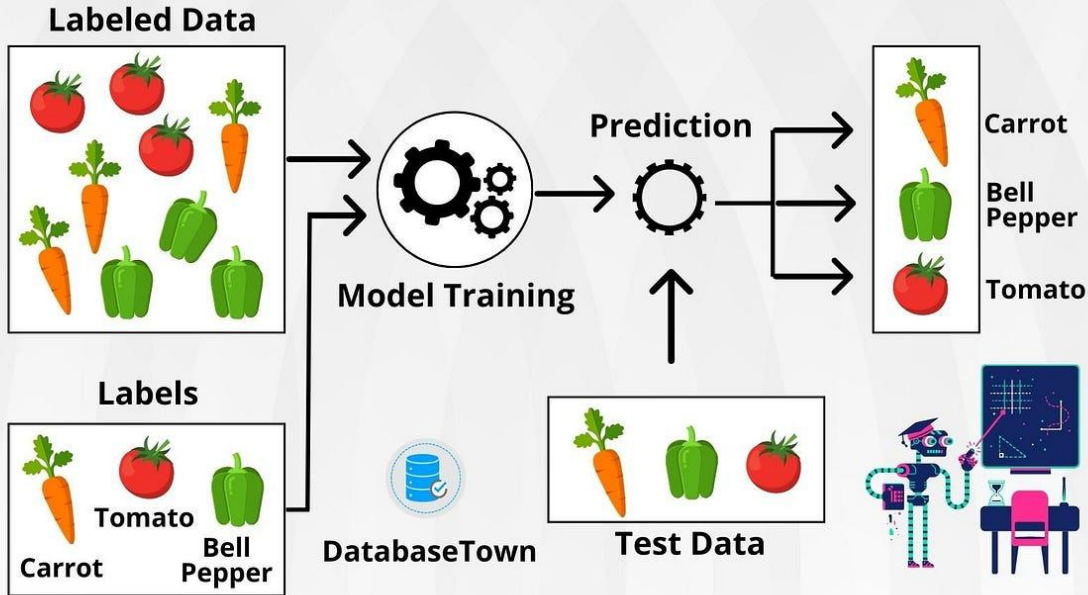 Labeled Data
Prediction
Carrot
Bell
Pepper
Tomato
Model Training
Labels
Tomato
Carrot
Bell
Pepper
DatabaseTown
Test Data